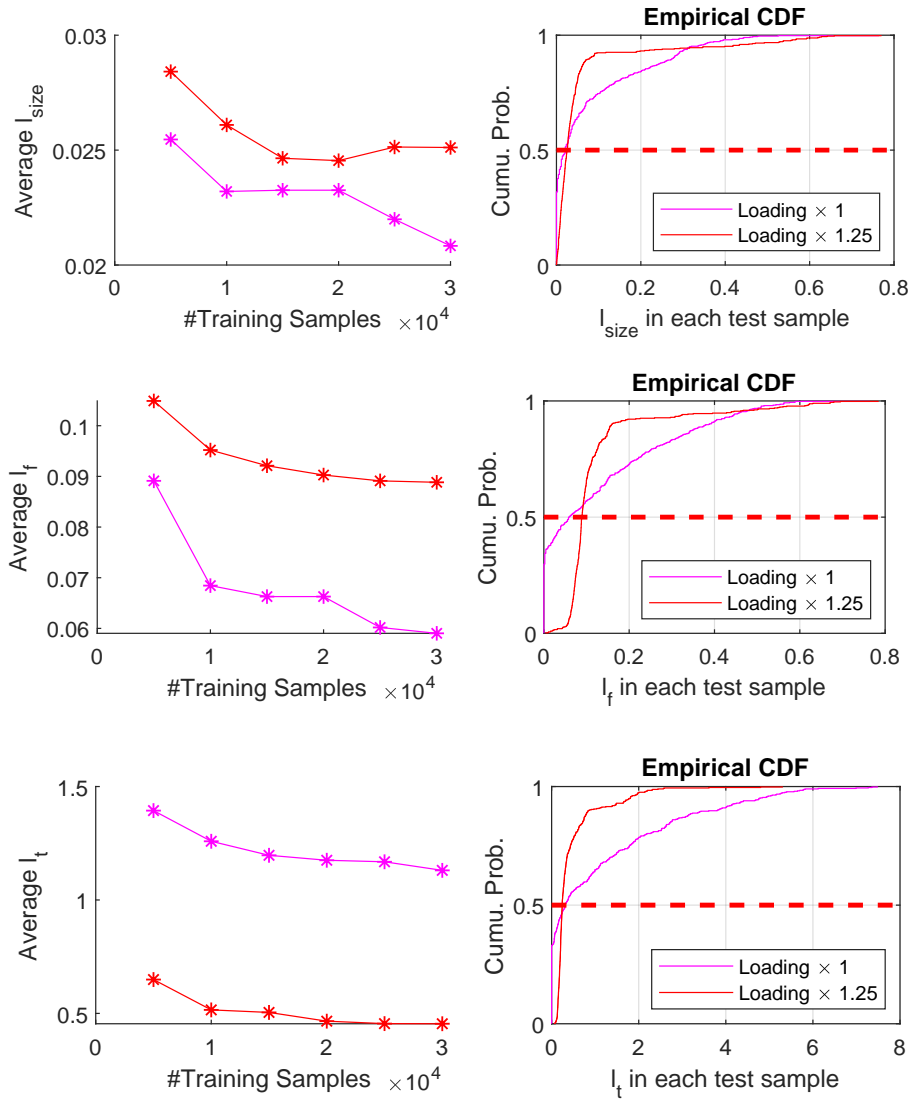 0.03
0.025
0.02
Average I_size
0 1 2 3
#Training Samples ×10^4
Empirical CDF
1
0.5
0
Cumu. Prob.
Loading × 1
Loading × 1.25
0 0.2 0.4 0.6 0.8
I_size in each test sample
0.1
0.09
0.08
0.07
0.06
Average I_f
0 1 2 3
#Training Samples ×10^4
Empirical CDF
1
0.5
0
Cumu. Prob.
Loading × 1
Loading × 1.25
0 0.2 0.4 0.6 0.8
I_f in each test sample
1.5
1
0.5
Average I_t
0 1 2 3
#Training Samples ×10^4
Empirical CDF
1
0.5
0
Cumu. Prob.
Loading × 1
Loading × 1.25
0 2 4 6 8
I_t in each test sample